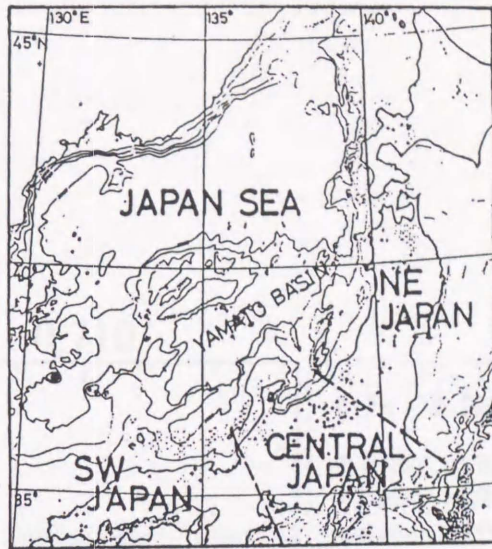 130°E
135°
140°
45°N
JAPAN SEA
YAMATO BASIN
NE
JAPAN
CENTRAL
JAPAN
SW
JAPAN
35°